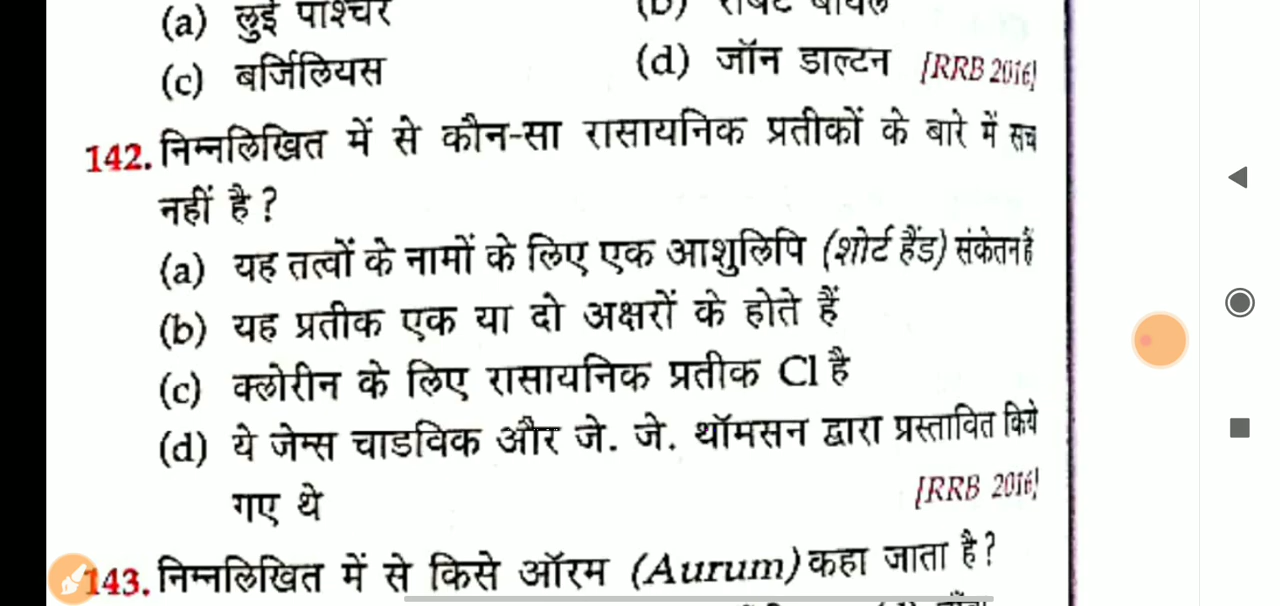 (a) लुई पाश्चर
(c) बर्जिलियस (d) जॉन डाल्टन [RRB 2016]
142. निम्नलिखित में से कौन-सा रासायनिक प्रतीकों के बारे में सच
नहीं है ?
(a) यह तत्वों के नामों के लिए एक आशुलिपि (शोर्ट हैंड) संकेतन है
(b) यह प्रतीक एक या दो अक्षरों के होते हैं
(c) क्लोरीन के लिए रासायनिक प्रतीक Cl है
(d) ये जेम्स चाडविक और जे. जे. थॉमसन द्वारा प्रस्तावित किये
गए थे [RRB 2016]
143. निम्नलिखित में से किसे ऑरम (Aurum) कहा जाता है ?